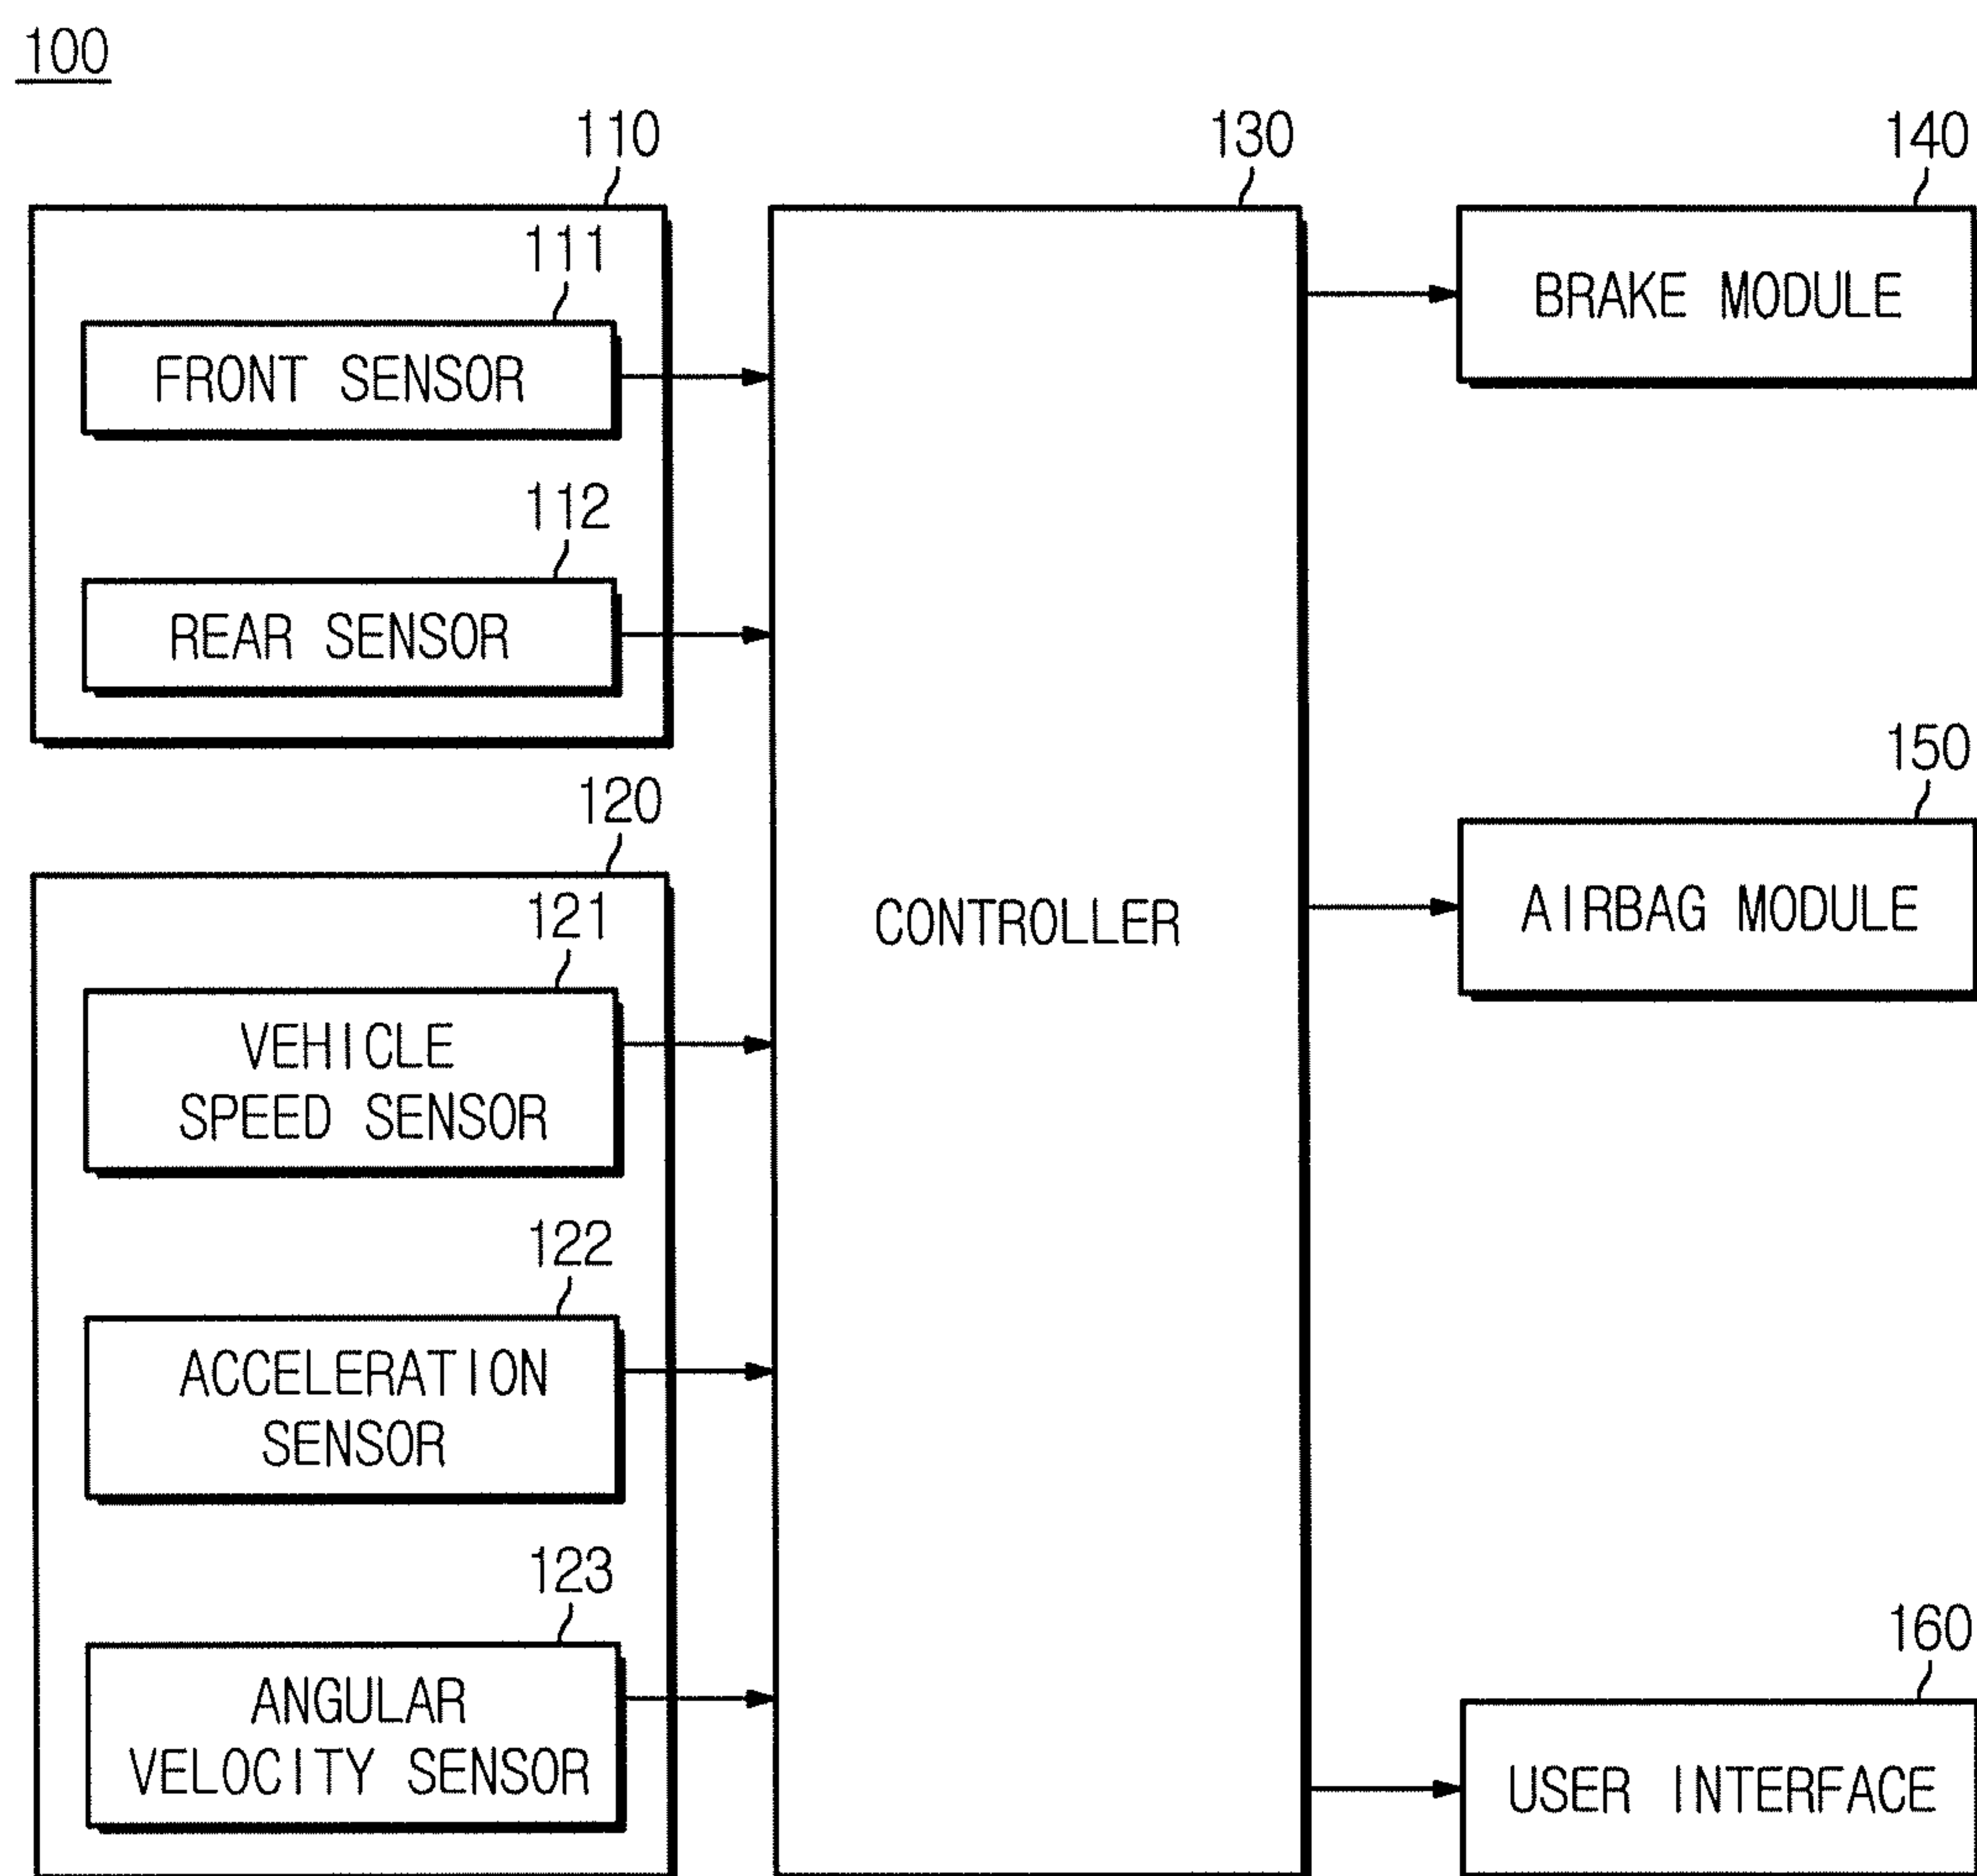 100
110
130
140
111
FRONT SENSOR
BRAKE MODULE
112
REAR SENSOR
150
120
121
CONTROLLER
AIRBAG MODULE
VEHICLE
SPEED SENSOR
122
ACCELERATION
SENSOR
123
160
ANGULAR
VELOCITY SENSOR
USER INTERFACE